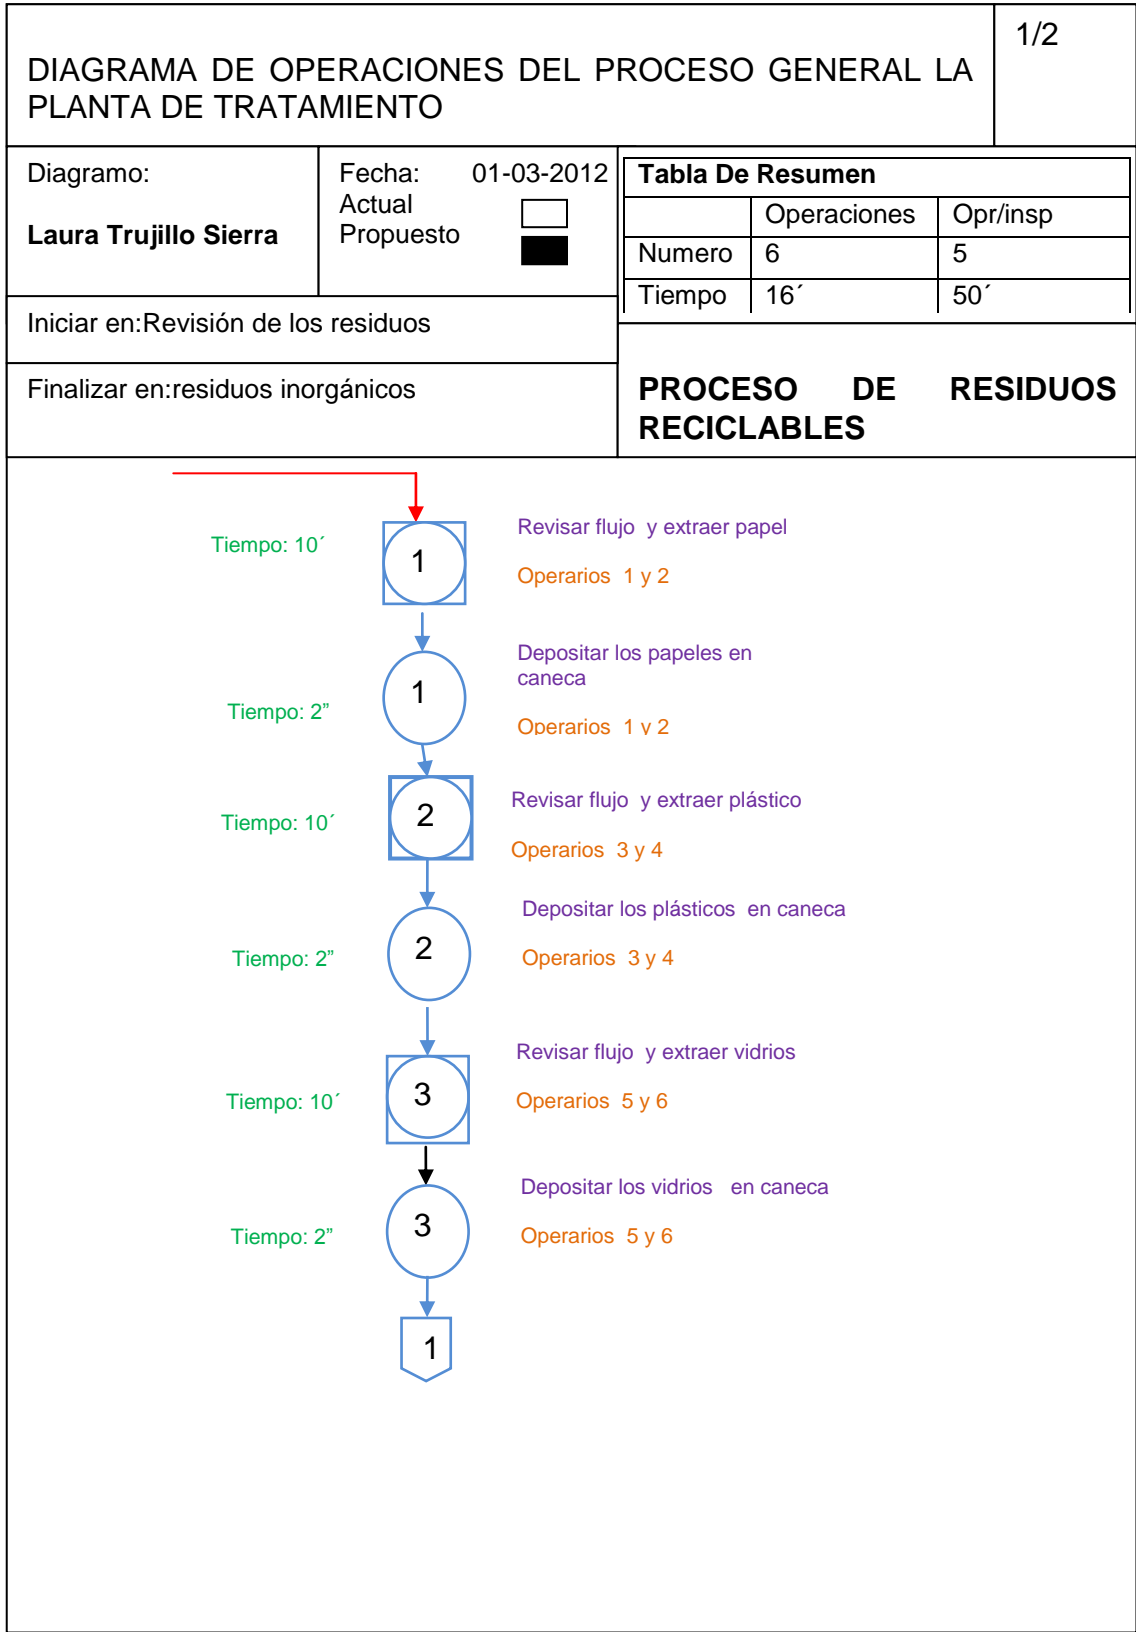 1/2
DIAGRAMA DE OPERACIONES DEL PROCESO GENERAL LA
PLANTA DE TRATAMIENTO
Diagramo:
Laura Trujillo Sierra
Fecha: 01-03-2012
Actual
Propuesto
Tabla De Resumen
Operaciones Opr/insp
Numero 6 5
Tiempo 16´ 50´
Iniciar en:Revisión de los residuos
Finalizar en:residuos inorgánicos
PROCESO DE RESIDUOS
RECICLABLES
Tiempo: 10´
1
Revisar flujo y extraer papel
Operarios 1 y 2
Tiempo: 2”
1
Depositar los papeles en
caneca
Operarios 1 y 2
Tiempo: 10´
2
Revisar flujo y extraer plástico
Operarios 3 y 4
Tiempo: 2”
2
Depositar los plásticos en caneca
Operarios 3 y 4
Tiempo: 10´
3
Revisar flujo y extraer vidrios
Operarios 5 y 6
Tiempo: 2”
3
Depositar los vidrios en caneca
Operarios 5 y 6
1